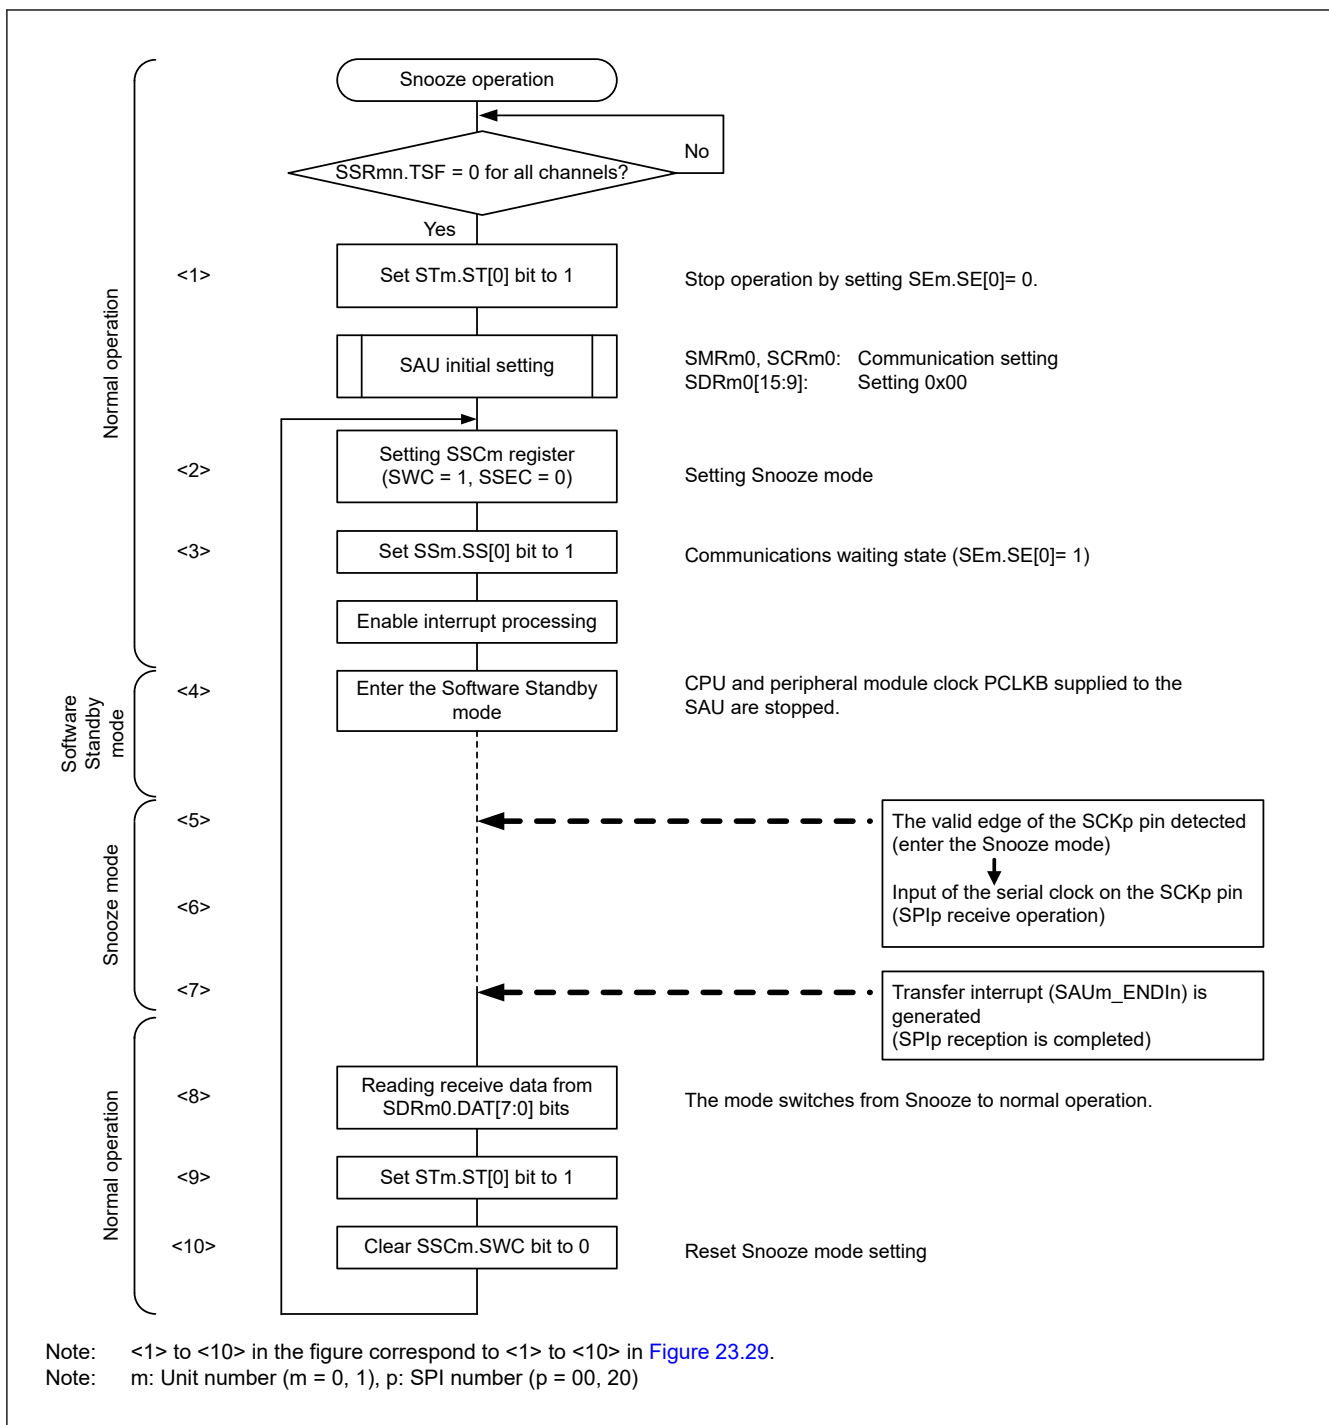 Snooze operation
No
SSRmn.TSF = 0 for all channels?
Yes
<1>
Set STm.ST[0] bit to 1
Stop operation by setting SEm.SE[0]= 0.
SAU initial setting
SMRm0, SCRm0: Communication setting
SDRm0[15:9]: Setting 0x00
Normal operation
<2>
Setting SSCm register
(SWC = 1, SSEC = 0)
Setting Snooze mode
<3>
Set SSm.SS[0] bit to 1
Communications waiting state (SEm.SE[0]= 1)
Enable interrupt processing
Software
Standby
mode
<4>
Enter the Software Standby
mode
CPU and peripheral module clock PCLKB supplied to the
SAU are stopped.
Snooze mode
<5>
The valid edge of the SCKp pin detected
(enter the Snooze mode)
<6>
Input of the serial clock on the SCKp pin
(SPIp receive operation)
<7>
Transfer interrupt (SAUm_ENDIn) is
generated
(SPIp reception is completed)
Normal operation
<8>
Reading receive data from
SDRm0.DAT[7:0] bits
The mode switches from Snooze to normal operation.
<9>
Set STm.ST[0] bit to 1
<10>
Clear SSCm.SWC bit to 0
Reset Snooze mode setting
Note: <1> to <10> in the figure correspond to <1> to <10> in Figure 23.29.
Note: m: Unit number (m = 0, 1), p: SPI number (p = 00, 20)